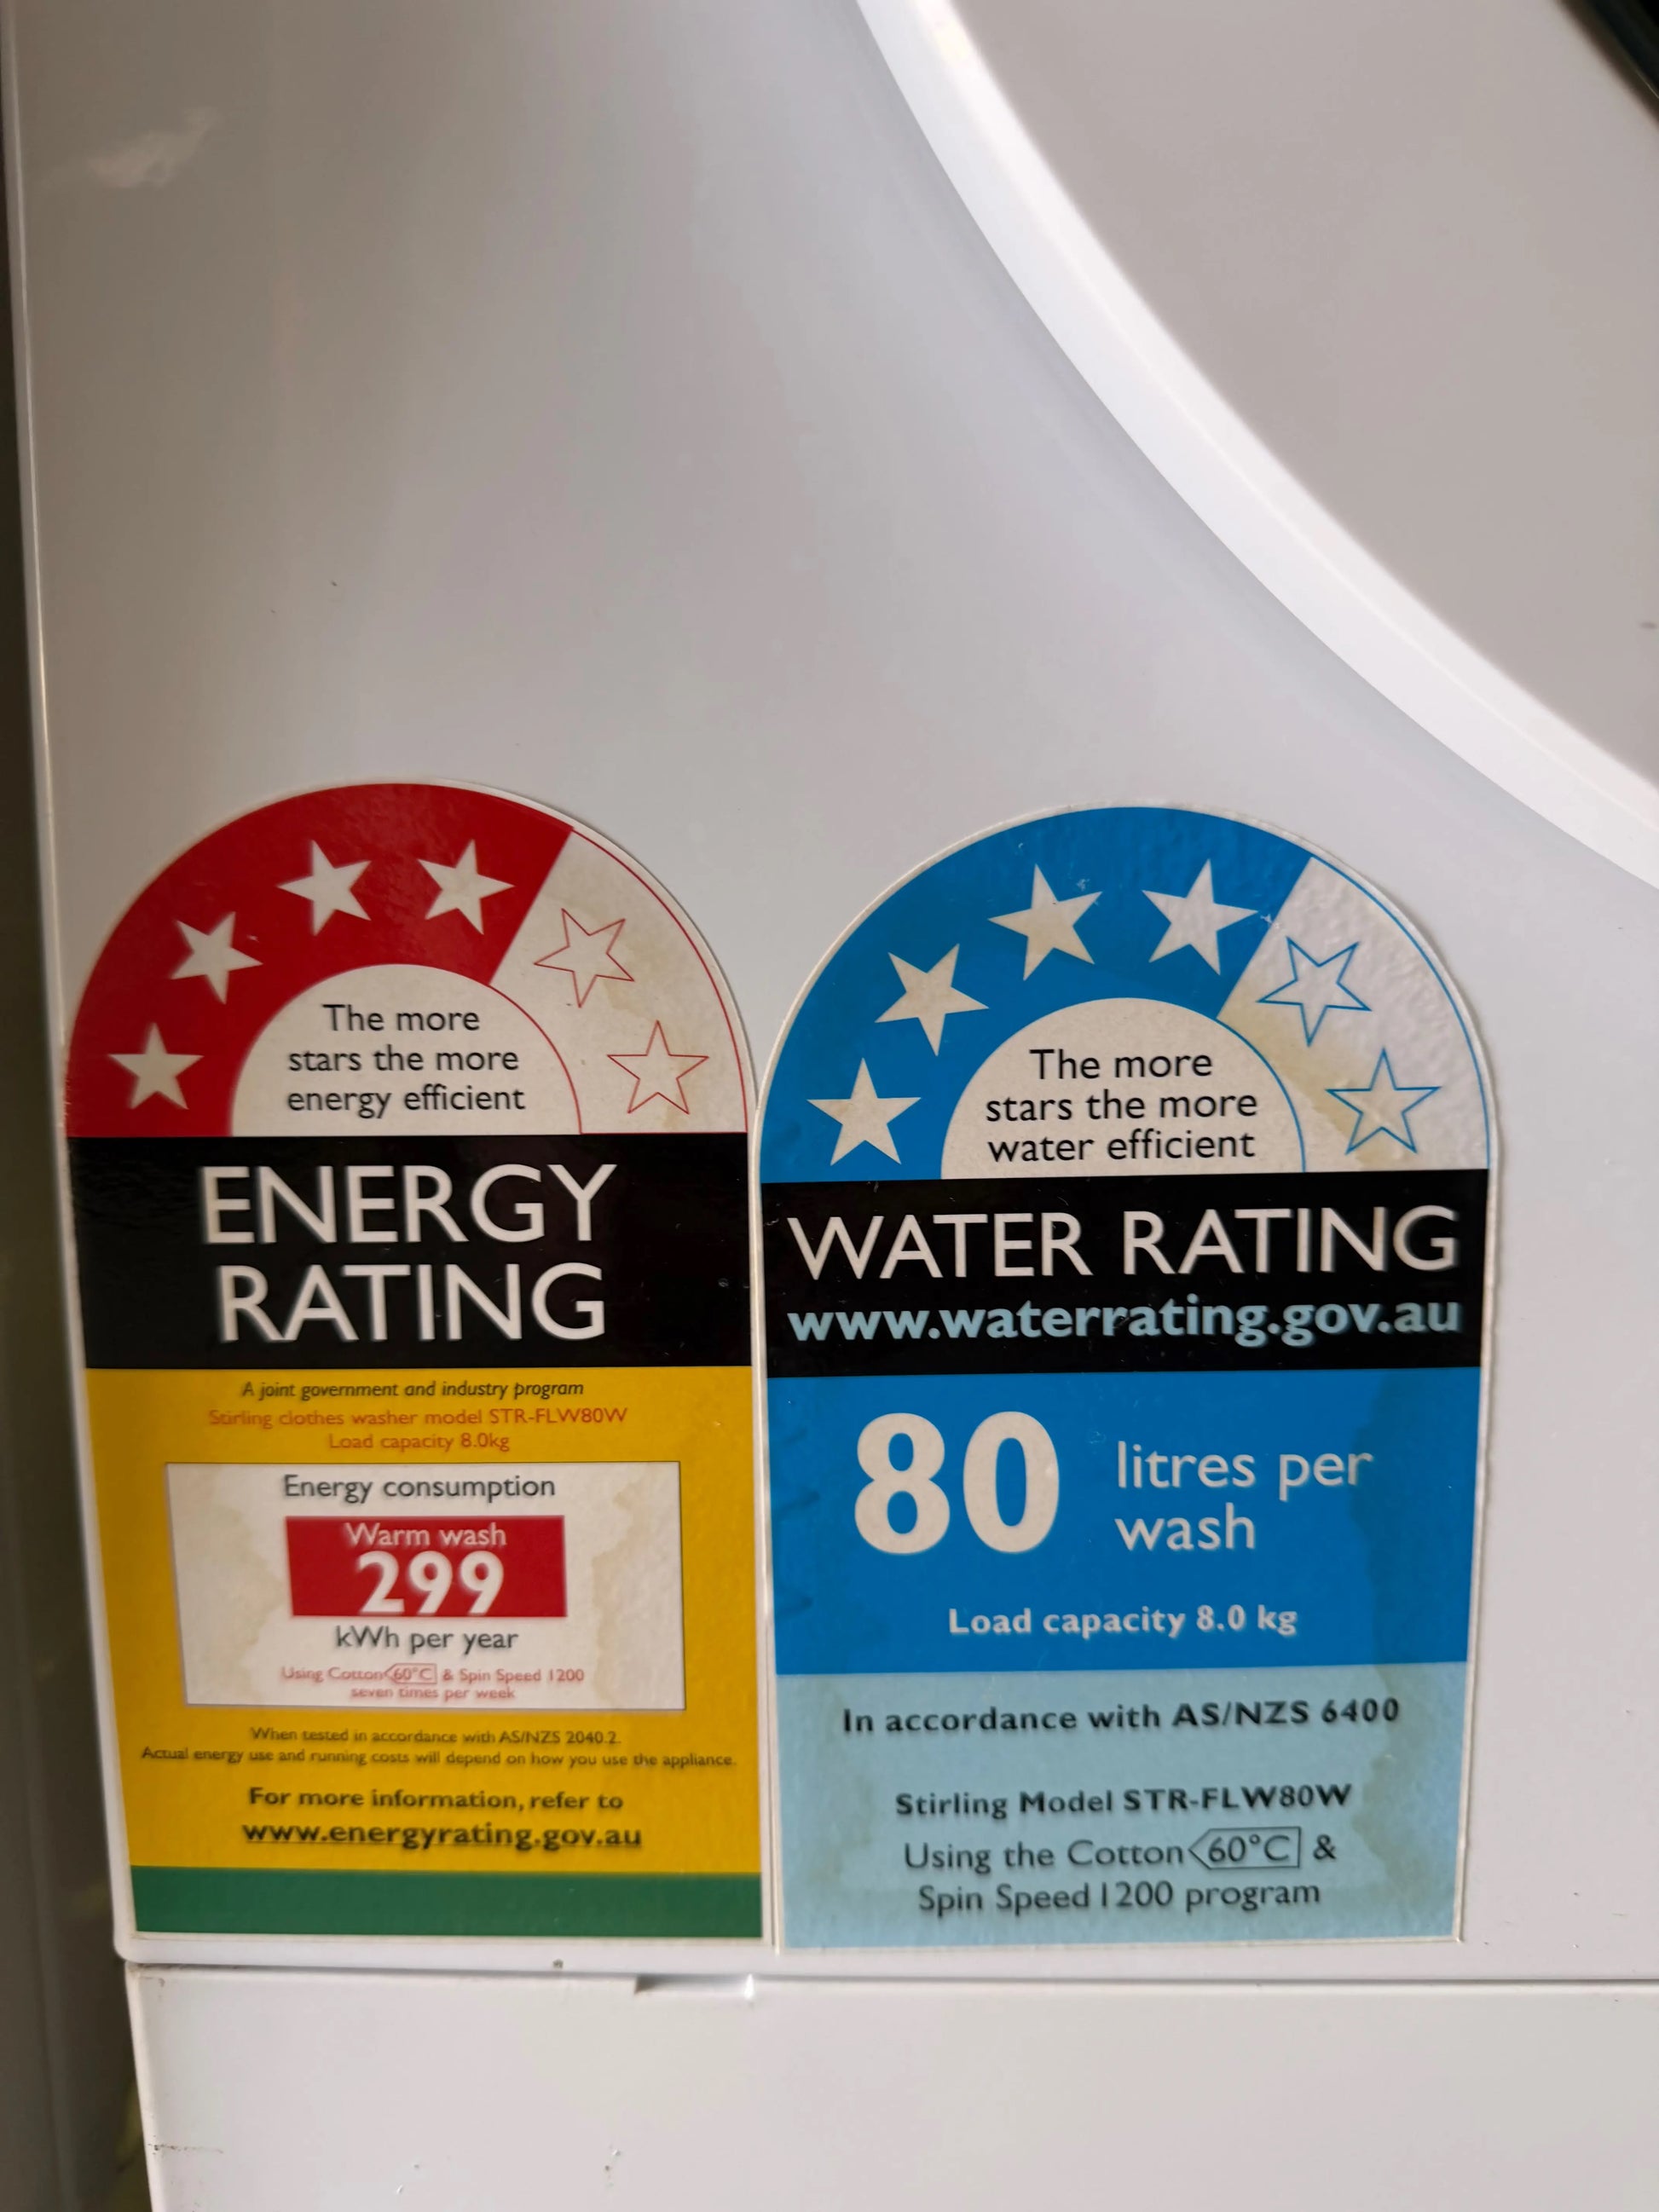 The more
stars the more
energy efficient
ENERGY
RATING
A joint government and industry program
Stirling clothes washer model STR-FLW80W
Load capacity 8.0kg
Energy consumption
Warm wash
299
kWh per year
Using Cotton 60°C & Spin Speed 1200
seven times per week
When tested in accordance with AS/NZS 2040.2.
Actual energy use and running costs will depend on how you use the appliance.
For more information, refer to
www.energyrating.gov.au
The more
stars the more
water efficient
WATER RATING
www.waterrating.gov.au
80 litres per
wash
Load capacity 8.0 kg
In accordance with AS/NZS 6400
Stirling Model STR-FLW80W
Using the Cotton 60°C &
Spin Speed 1200 program